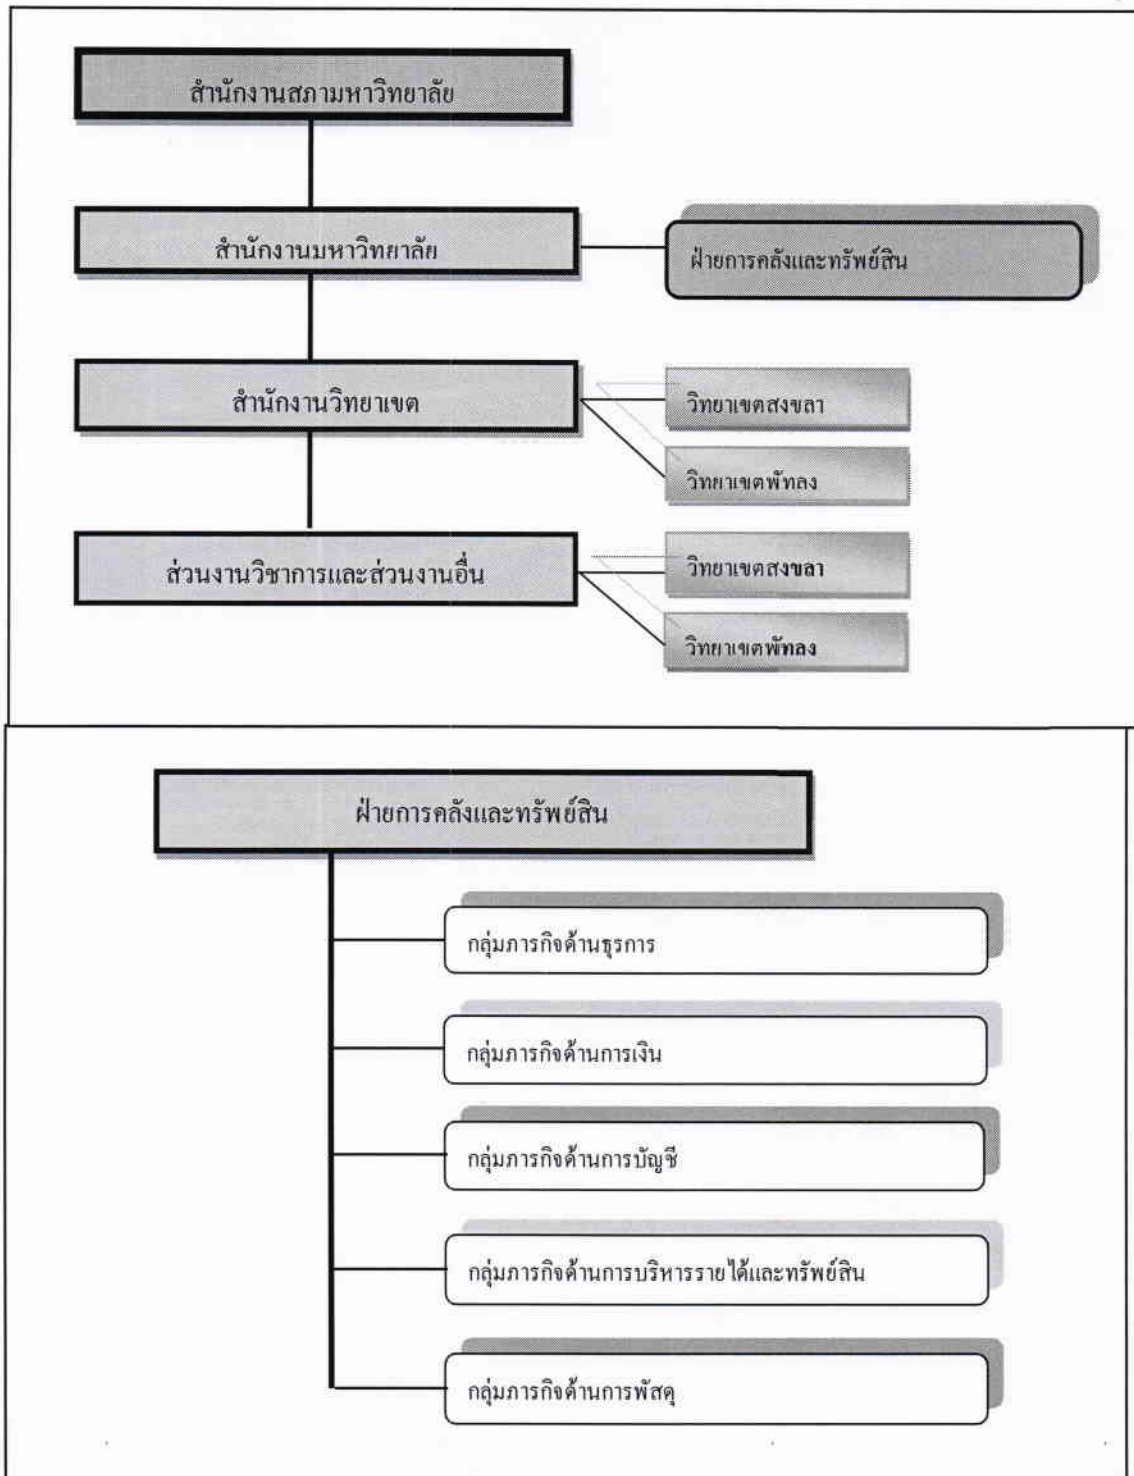 สำนักงานสภามหาวิทยาลัย
สำนักงานมหาวิทยาลัย
ฝ่ายการคลังและทรัพย์สิน
สำนักงานวิทยาเขต
วิทยาเขตสงขลา
วิทยาเขตพัทลุง
ส่วนงานวิชาการและส่วนงานอื่น
วิทยาเขตสงขลา
วิทยาเขตพัทลุง
ฝ่ายการคลังและทรัพย์สิน
กลุ่มภารกิจด้านธุรการ
กลุ่มภารกิจด้านการเงิน
กลุ่มภารกิจด้านการบัญชี
กลุ่มภารกิจด้านการบริหารรายได้และทรัพย์สิน
กลุ่มภารกิจด้านการพัสดุ